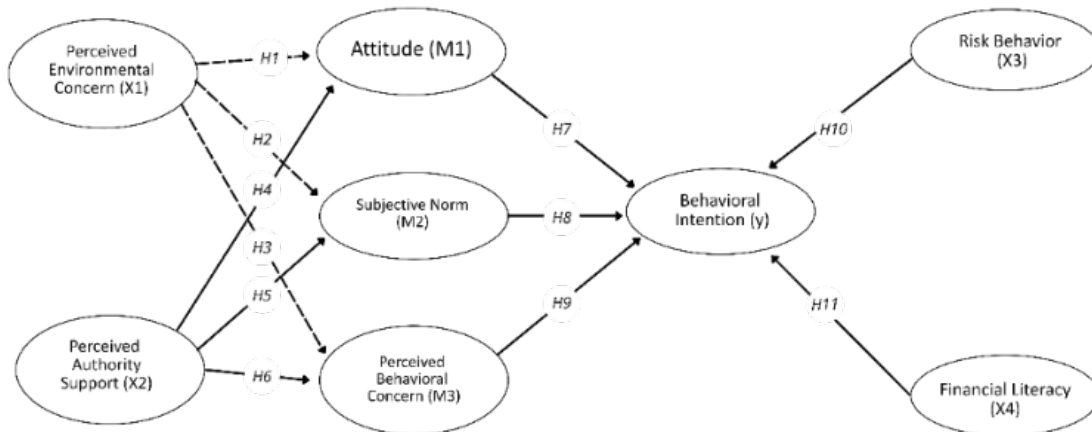 Perceived
Environmental
Concern (X1)
H1
Attitude (M1)
Risk Behavior
(X3)
H2
H7
H10
H4
Subjective Norm
(M2)
H8
Behavioral
Intention (y)
H3
H5
H9
H11
Perceived
Authority
Support (X2)
H6
Perceived
Behavioral
Concern (M3)
Financial Literacy
(X4)